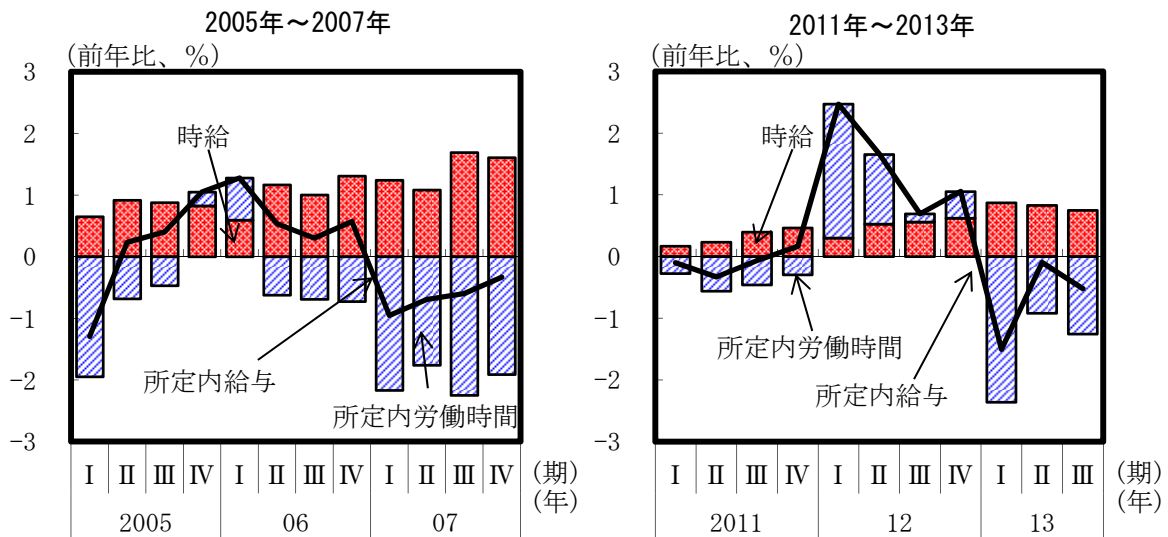 2005年～2007年
(前年比、%)
3
2
1
0
−1
−2
−3
時給
所定内給与
所定内労働時間
Ⅰ Ⅱ Ⅲ Ⅳ Ⅰ Ⅱ Ⅲ Ⅳ Ⅰ Ⅱ Ⅲ Ⅳ (期)
2005 06 07 (年)
2011年～2013年
(前年比、%)
3
2
1
0
−1
−2
−3
時給
所定内労働時間
所定内給与
Ⅰ Ⅱ Ⅲ Ⅳ Ⅰ Ⅱ Ⅲ Ⅳ Ⅰ Ⅱ Ⅲ (期)
2011 12 13 (年)